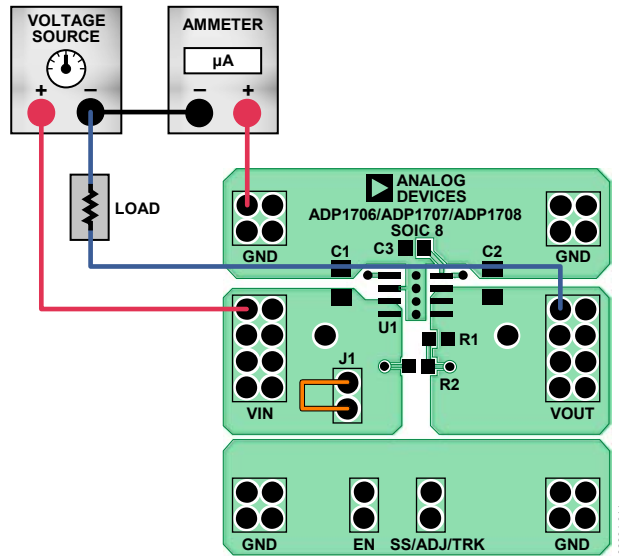 VOLTAGE
SOURCE
AMMETER
µA
+
−
−
+
LOAD
ANALOG
DEVICES
ADP1706/ADP1707/ADP1708
SOIC 8
GND
GND
C1
C3
C2
U1
R1
J1
R2
VIN
VOUT
GND
EN
SS/ADJ/TRK
GND